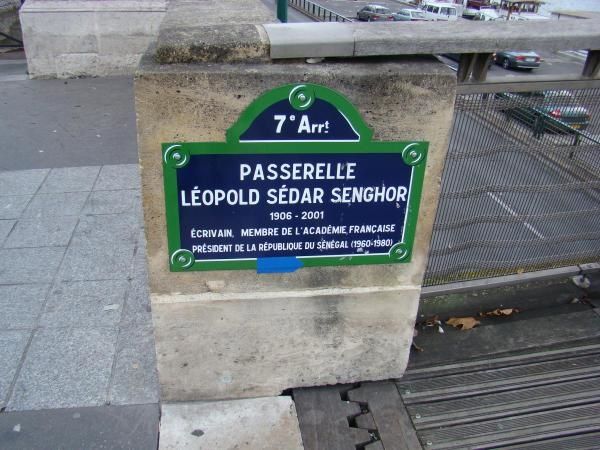 7e Arrt
PASSERELLE
LÉOPOLD SÉDAR SENGHOR
1906 - 2001
ÉCRIVAIN, MEMBRE DE L'ACADÉMIE FRANÇAISE
PRÉSIDENT DE LA RÉPUBLIQUE DU SÉNÉGAL (1960-1980)